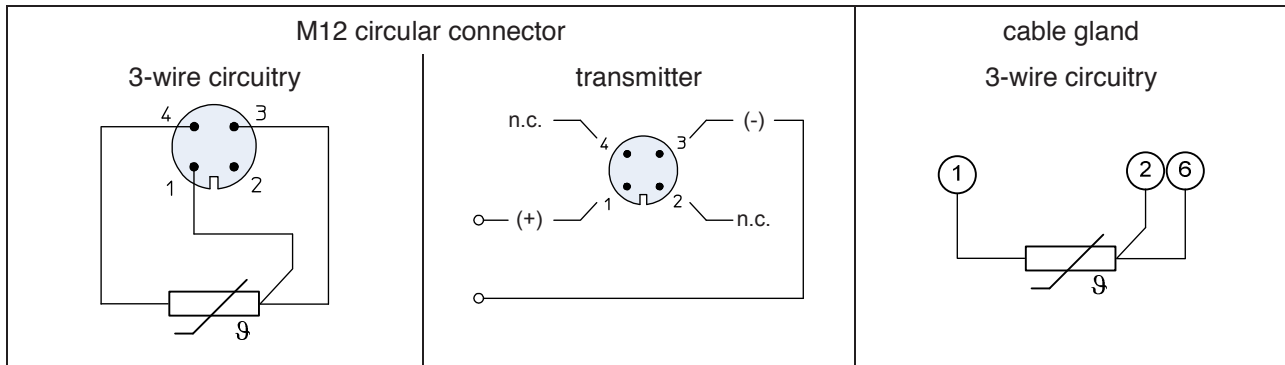 M12 circular connector
cable gland
3-wire circuitry
transmitter
3-wire circuitry
4 3
1 2
ϑ
n.c.
(-)
4 3
1 2
(+)
n.c.
1 2 6
ϑ